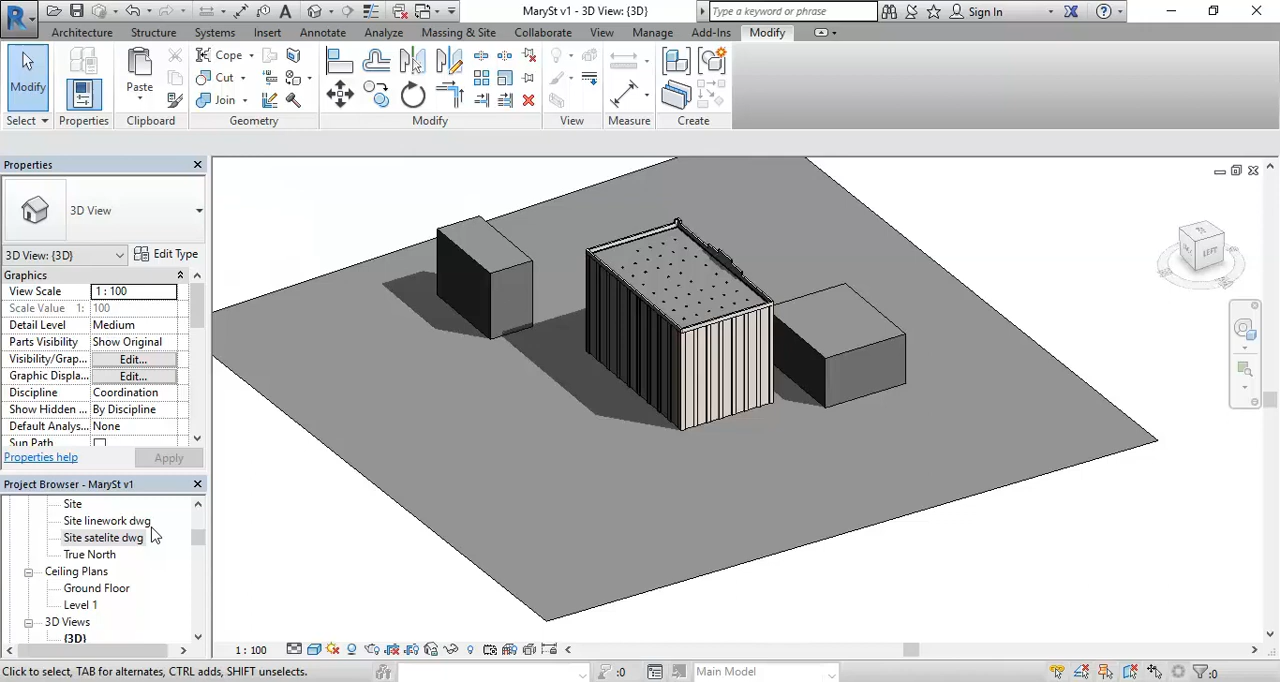 MarySt v1 - 3D View: {3D}
Type a keyword or phrase
Sign In
Architecture Structure Systems Insert Annotate Analyze Massing & Site Collaborate View Manage Add-Ins Modify
Modify
Paste
Cope
Cut
Join
Select Properties Clipboard Geometry Modify View Measure Create
Properties
3D View
3D View: {3D} Edit Type
Graphics
View Scale 1 : 100
Scale Value 1: 100
Detail Level Medium
Parts Visibility Show Original
Visibility/Grap... Edit...
Graphic Displa... Edit...
Discipline Coordination
Show Hidden ... By Discipline
Default Analys... None
Sun Path
Properties help Apply
Project Browser - MarySt v1
Site
Site linework dwg
Site satelite dwg
True North
Ceiling Plans
Ground Floor
Level 1
3D Views
{3D}
LEFT
1 : 100
Click to select, TAB for alternates, CTRL adds, SHIFT unselects.
:0
Main Model
:0